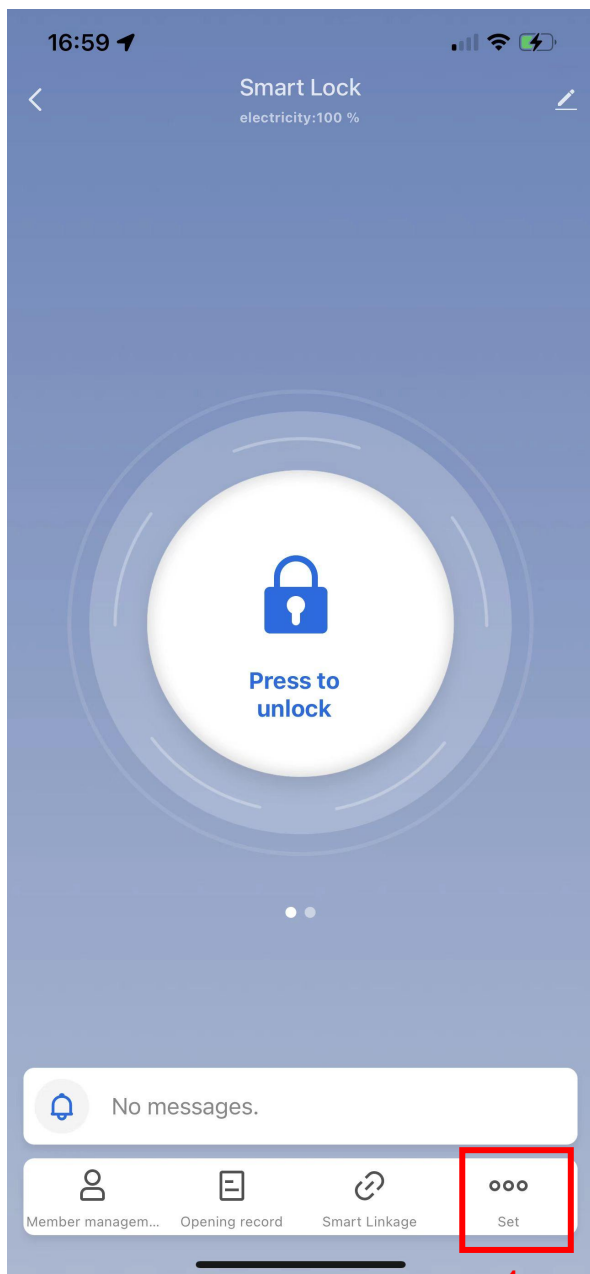 16:59
Smart Lock
electricity:100 %
Press to
unlock
No messages.
Member managem... Opening record Smart Linkage Set